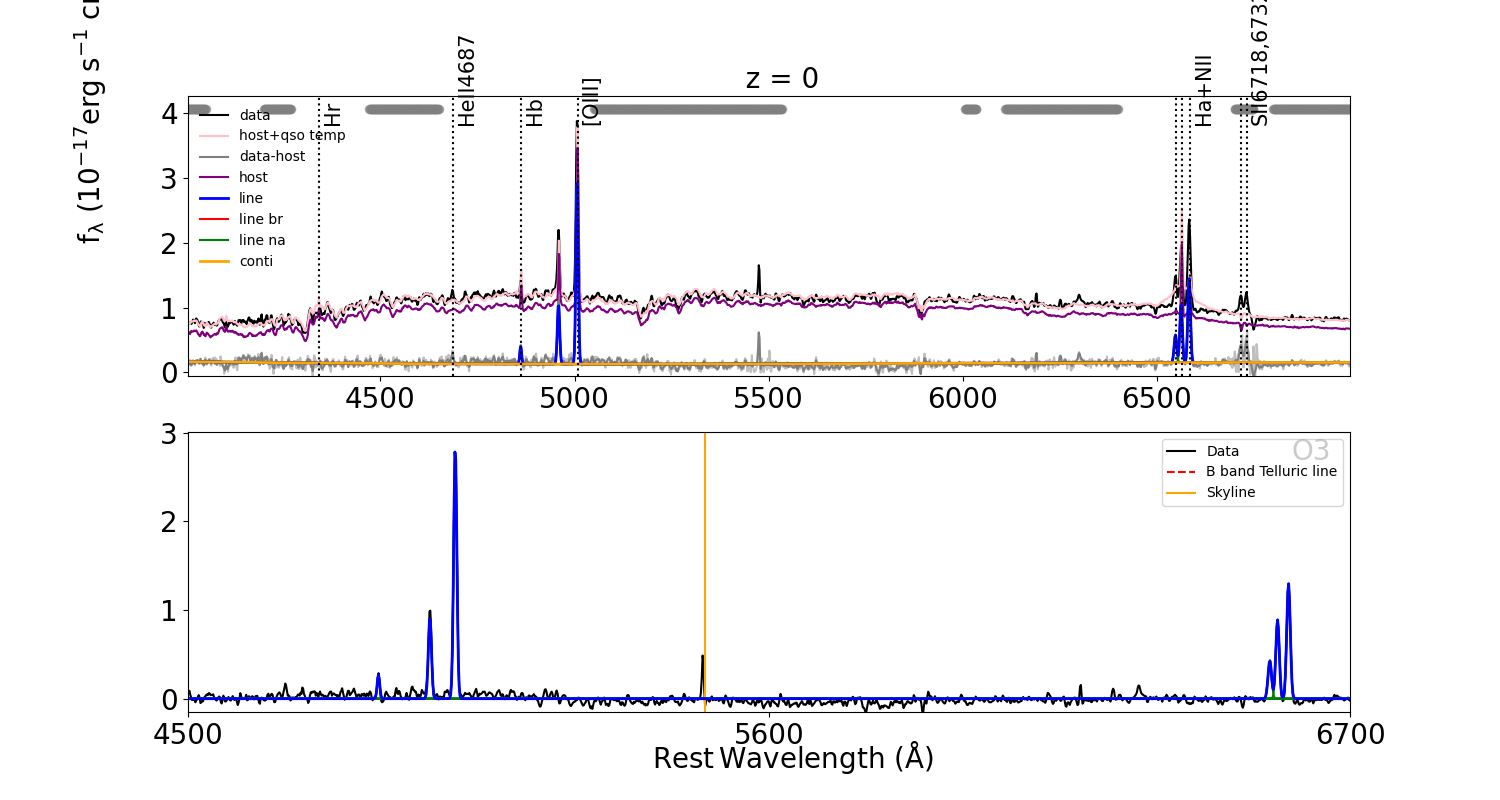 z = 0
f_λ (10^{-17}erg s^{-1}
Hr
HeII4687
Hb
[OIII]
Ha+NII
SII6718,673
data
host+qso temp
data-host
host
line
line br
line na
conti
4
3
2
1
0
4500 5000 5500 6000 6500
O3
Data
B band Telluric line
Skyline
3
2
1
0
4500 5600 6700
Rest Wavelength (Å)